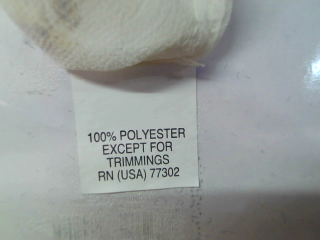 100% POLYESTER
EXCEPT FOR
TRIMMINGS
RN (USA) 77302